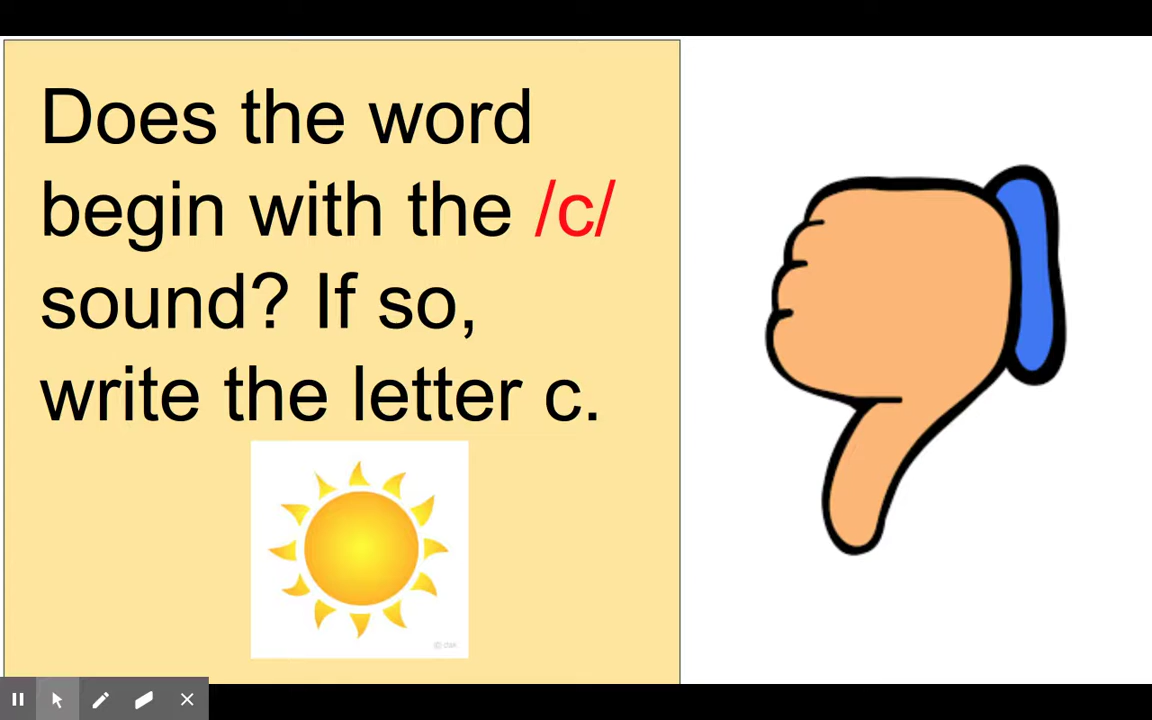 Does the word
begin with the /c/
sound? If so,
write the letter c.